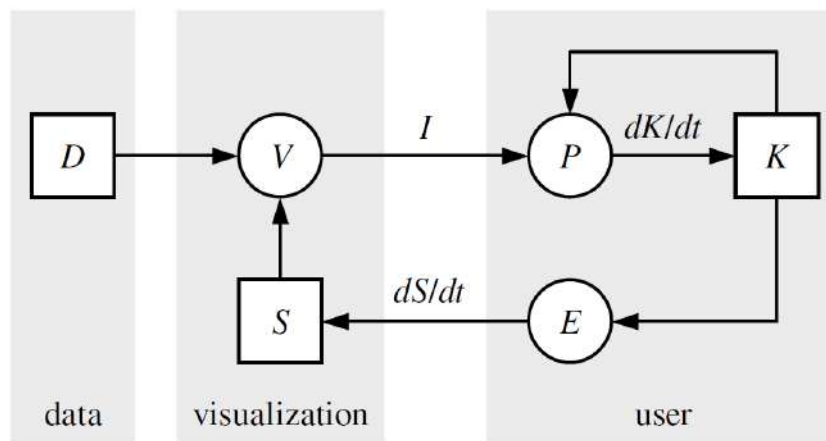 I
dK/dt
D
V
P
K
dS/dt
S
E
data
visualization
user